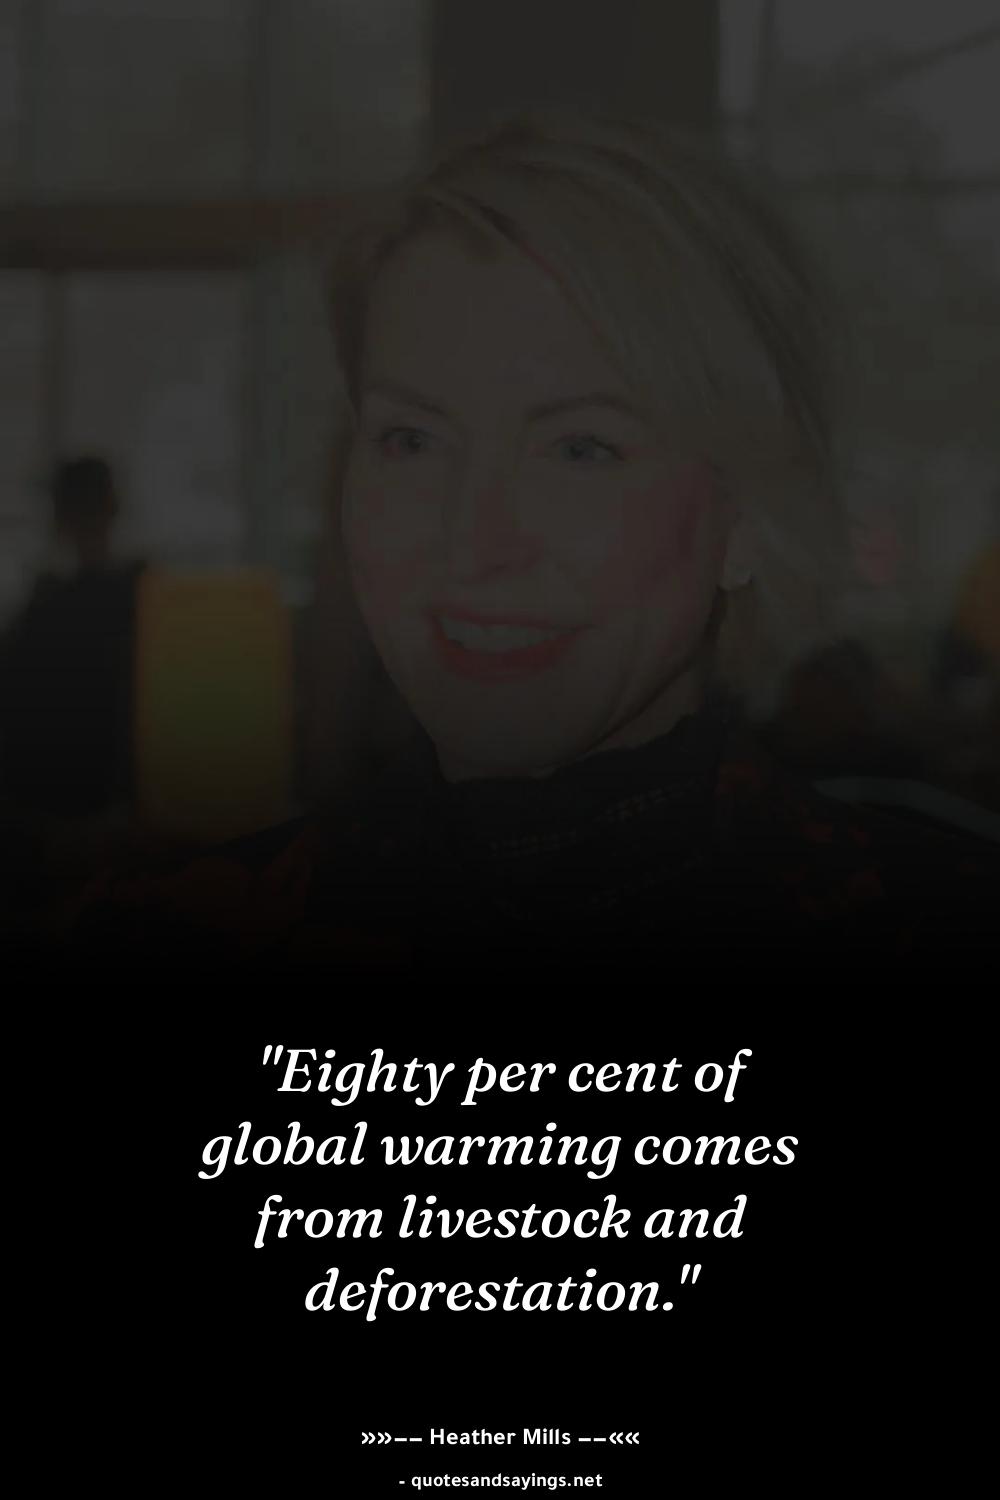 "Eighty per cent of
global warming comes
from livestock and
deforestation."
»»−− Heather Mills −−««
- quotesandsayings.net